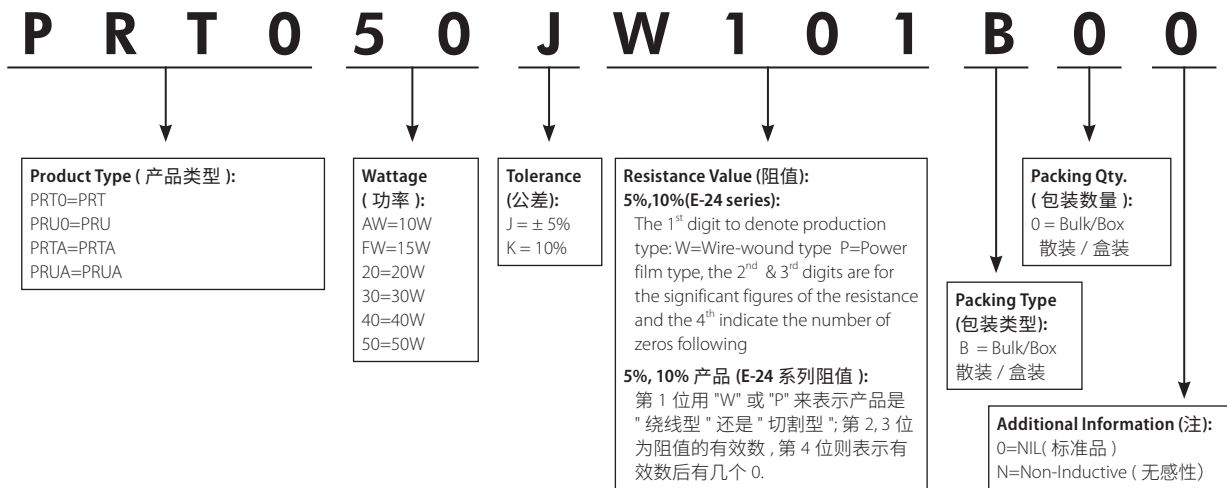 P R T 0 5 0 J W 1 0 1 B 0 0
Product Type ( 产品类型 ):
PRT0=PRT
PRU0=PRU
PRTA=PRTA
PRUA=PRUA
Wattage
( 功率 ):
AW=10W
FW=15W
20=20W
30=30W
40=40W
50=50W
Tolerance
(公差):
J = ± 5%
K = 10%
Resistance Value (阻值):
5%,10%(E-24 series):
The 1st digit to denote production
type: W=Wire-wound type P=Power
film type, the 2nd & 3rd digits are for
the significant figures of the resistance
and the 4th indicate the number of
zeros following
5%, 10% 产品 (E-24 系列阻值 ):
第 1 位用 "W" 或 "P" 来表示产品是
" 绕线型 " 还是 " 切割型 "; 第 2, 3 位
为阻值的有效数 , 第 4 位则表示有
效数后有几个 0.
Packing Type
(包装类型):
B = Bulk/Box
散装 / 盒装
Packing Qty.
( 包装数量 ):
0 = Bulk/Box
散装 / 盒装
Additional Information (注):
0=NIL( 标准品 )
N=Non-Inductive ( 无感性）